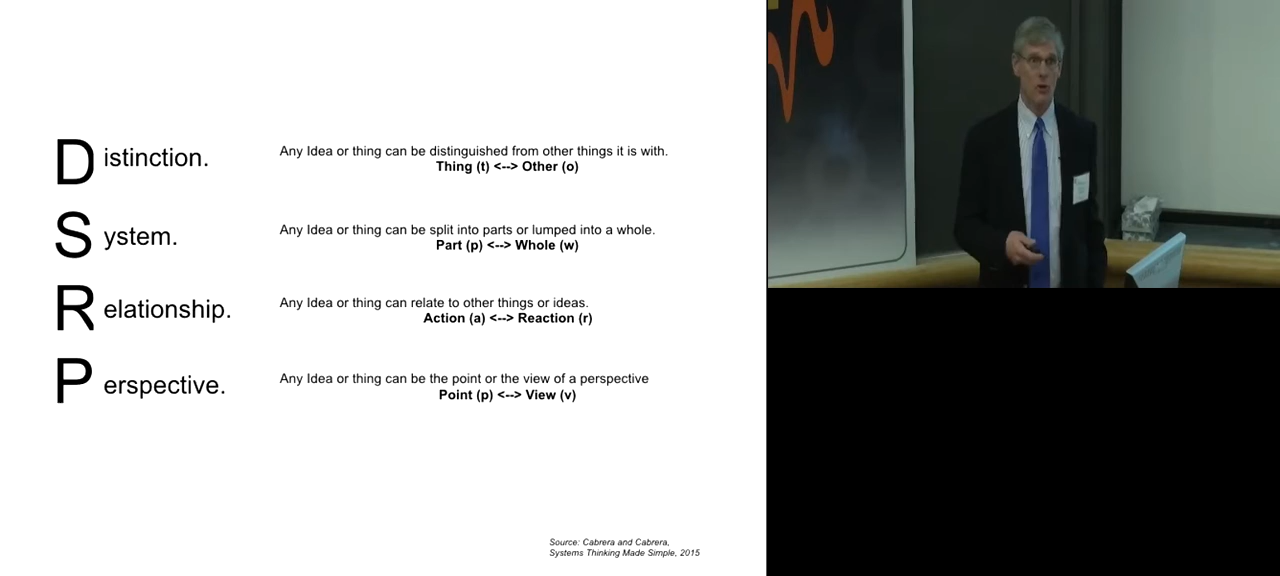 Distinction.
Any Idea or thing can be distinguished from other things it is with.
Thing (t) <--> Other (o)
System.
Any Idea or thing can be split into parts or lumped into a whole.
Part (p) <--> Whole (w)
Relationship.
Any Idea or thing can relate to other things or ideas.
Action (a) <--> Reaction (r)
Perspective.
Any Idea or thing can be the point or the view of a perspective
Point (p) <--> View (v)
Source: Cabrera and Cabrera,
Systems Thinking Made Simple, 2015